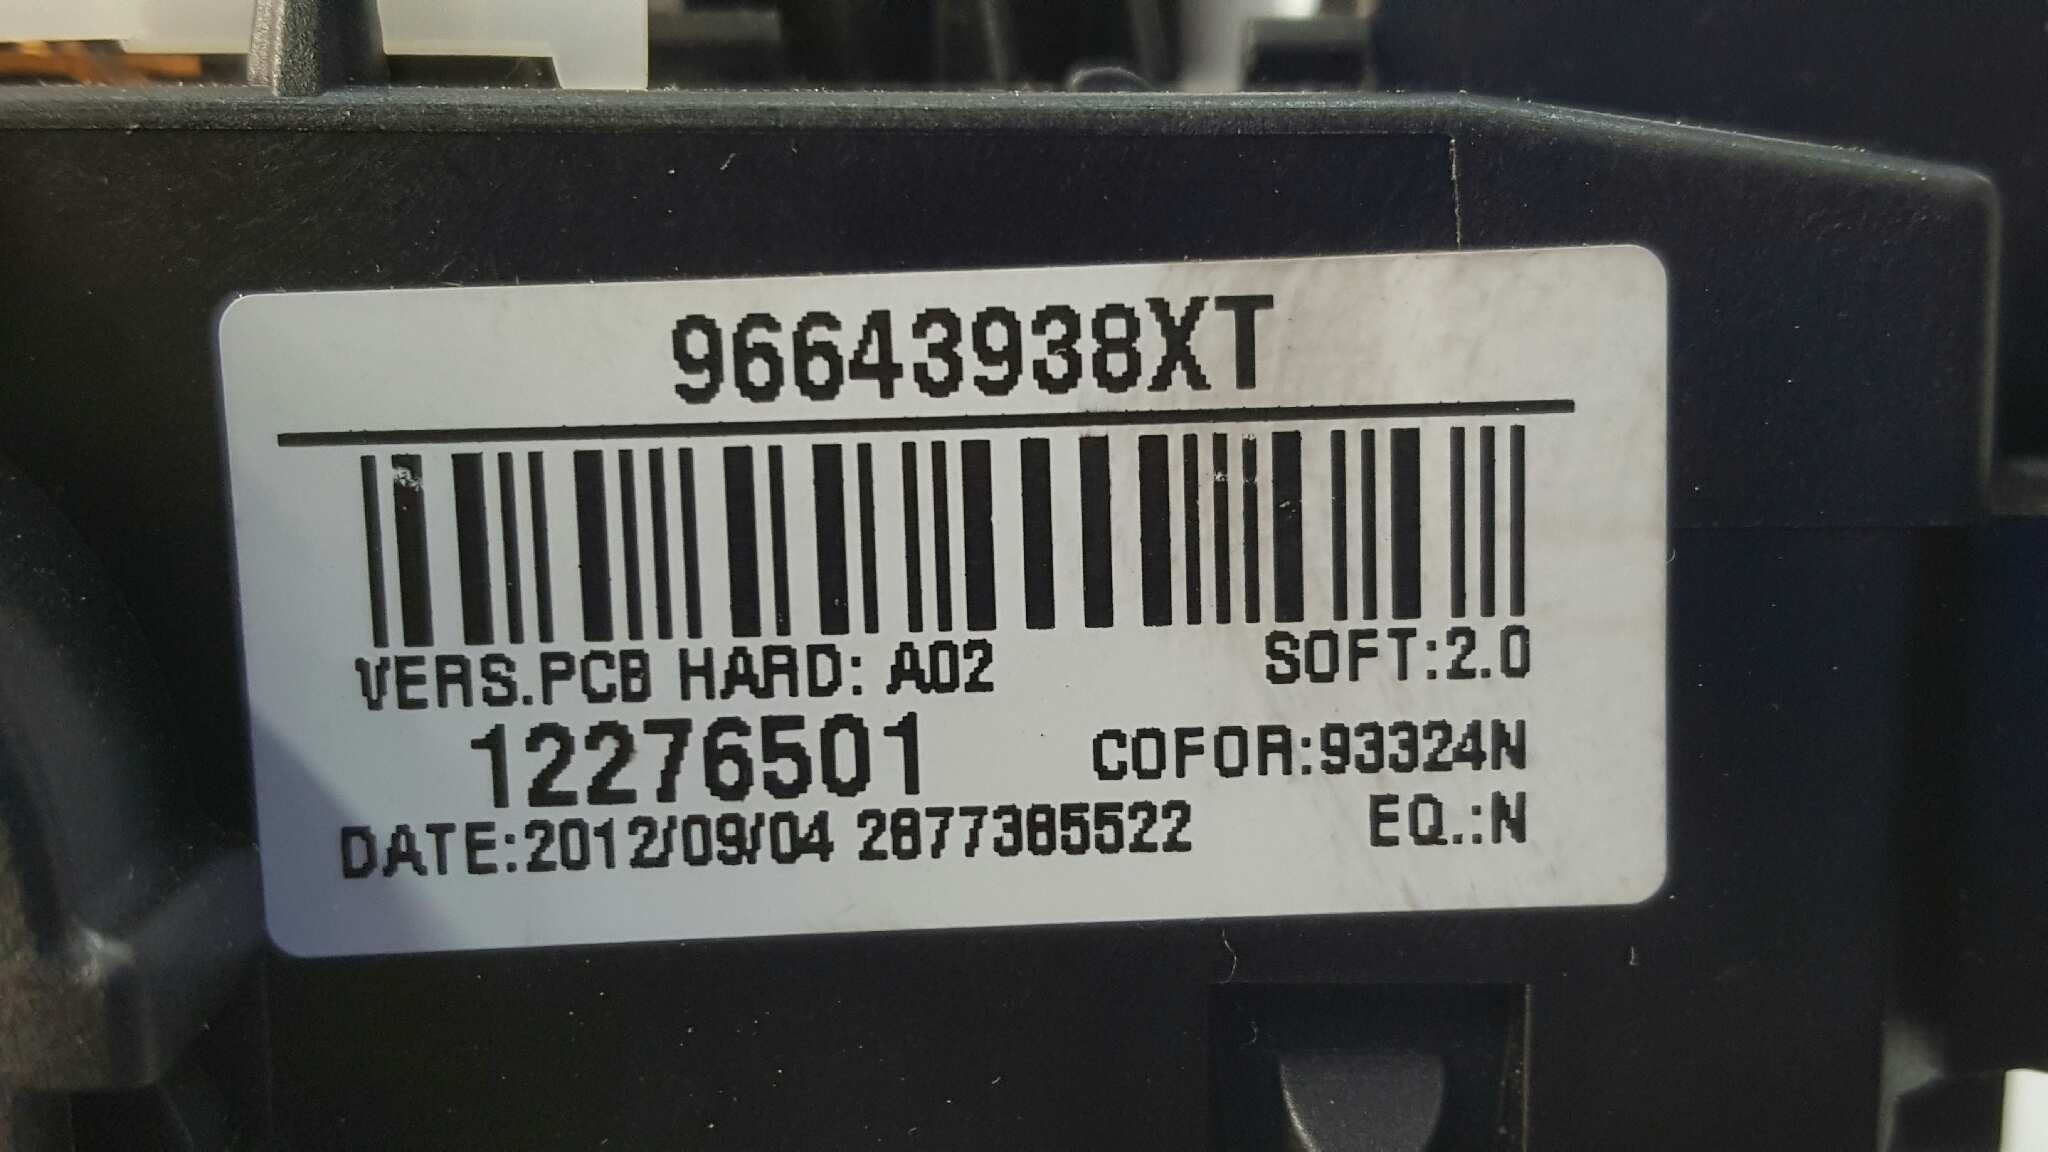 96643938XT
VERS.PCB HARD: A02 SOFT:2.0
12276501 COFOR:93324N
DATE:2012/09/04 2877385522 EQ.:N